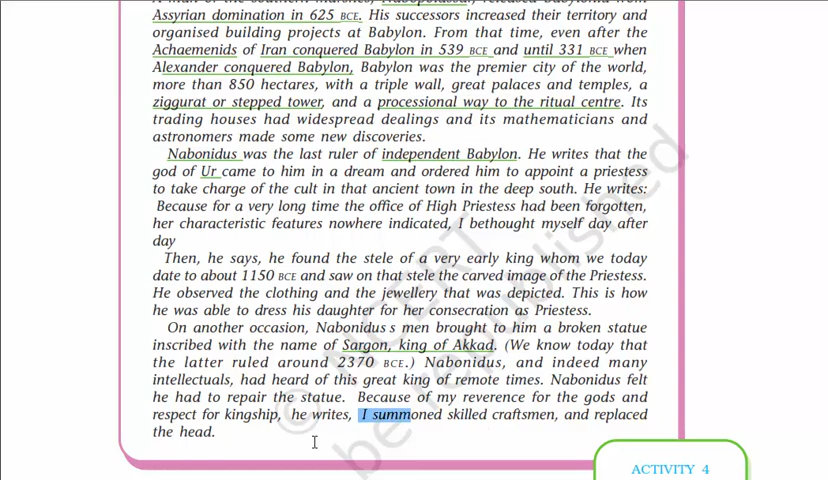 Assyrian domination in 625 BCE. His successors increased their territory and
organised building projects at Babylon. From that time, even after the
Achaemenids of Iran conquered Babylon in 539 BCE and until 331 BCE when
Alexander conquered Babylon, Babylon was the premier city of the world,
more than 850 hectares, with a triple wall, great palaces and temples, a
ziggurat or stepped tower, and a processional way to the ritual centre. Its
trading houses had widespread dealings and its mathematicians and
astronomers made some new discoveries.
Nabonidus was the last ruler of independent Babylon. He writes that the
god of Ur came to him in a dream and ordered him to appoint a priestess
to take charge of the cult in that ancient town in the deep south. He writes:
Because for a very long time the office of High Priestess had been forgotten,
her characteristic features nowhere indicated, I bethought myself day after
day
Then, he says, he found the stele of a very early king whom we today
date to about 1150 BCE and saw on that stele the carved image of the Priestess.
He observed the clothing and the jewellery that was depicted. This is how
he was able to dress his daughter for her consecration as Priestess.
On another occasion, Nabonidus's men brought to him a broken statue
inscribed with the name of Sargon, king of Akkad. (We know today that
the latter ruled around 2370 BCE.) Nabonidus, and indeed many
intellectuals, had heard of this great king of remote times. Nabonidus felt
he had to repair the statue. Because of my reverence for the gods and
respect for kingship, he writes, I summoned skilled craftsmen, and replaced
the head.
© NCERT
be republished
ACTIVITY 4